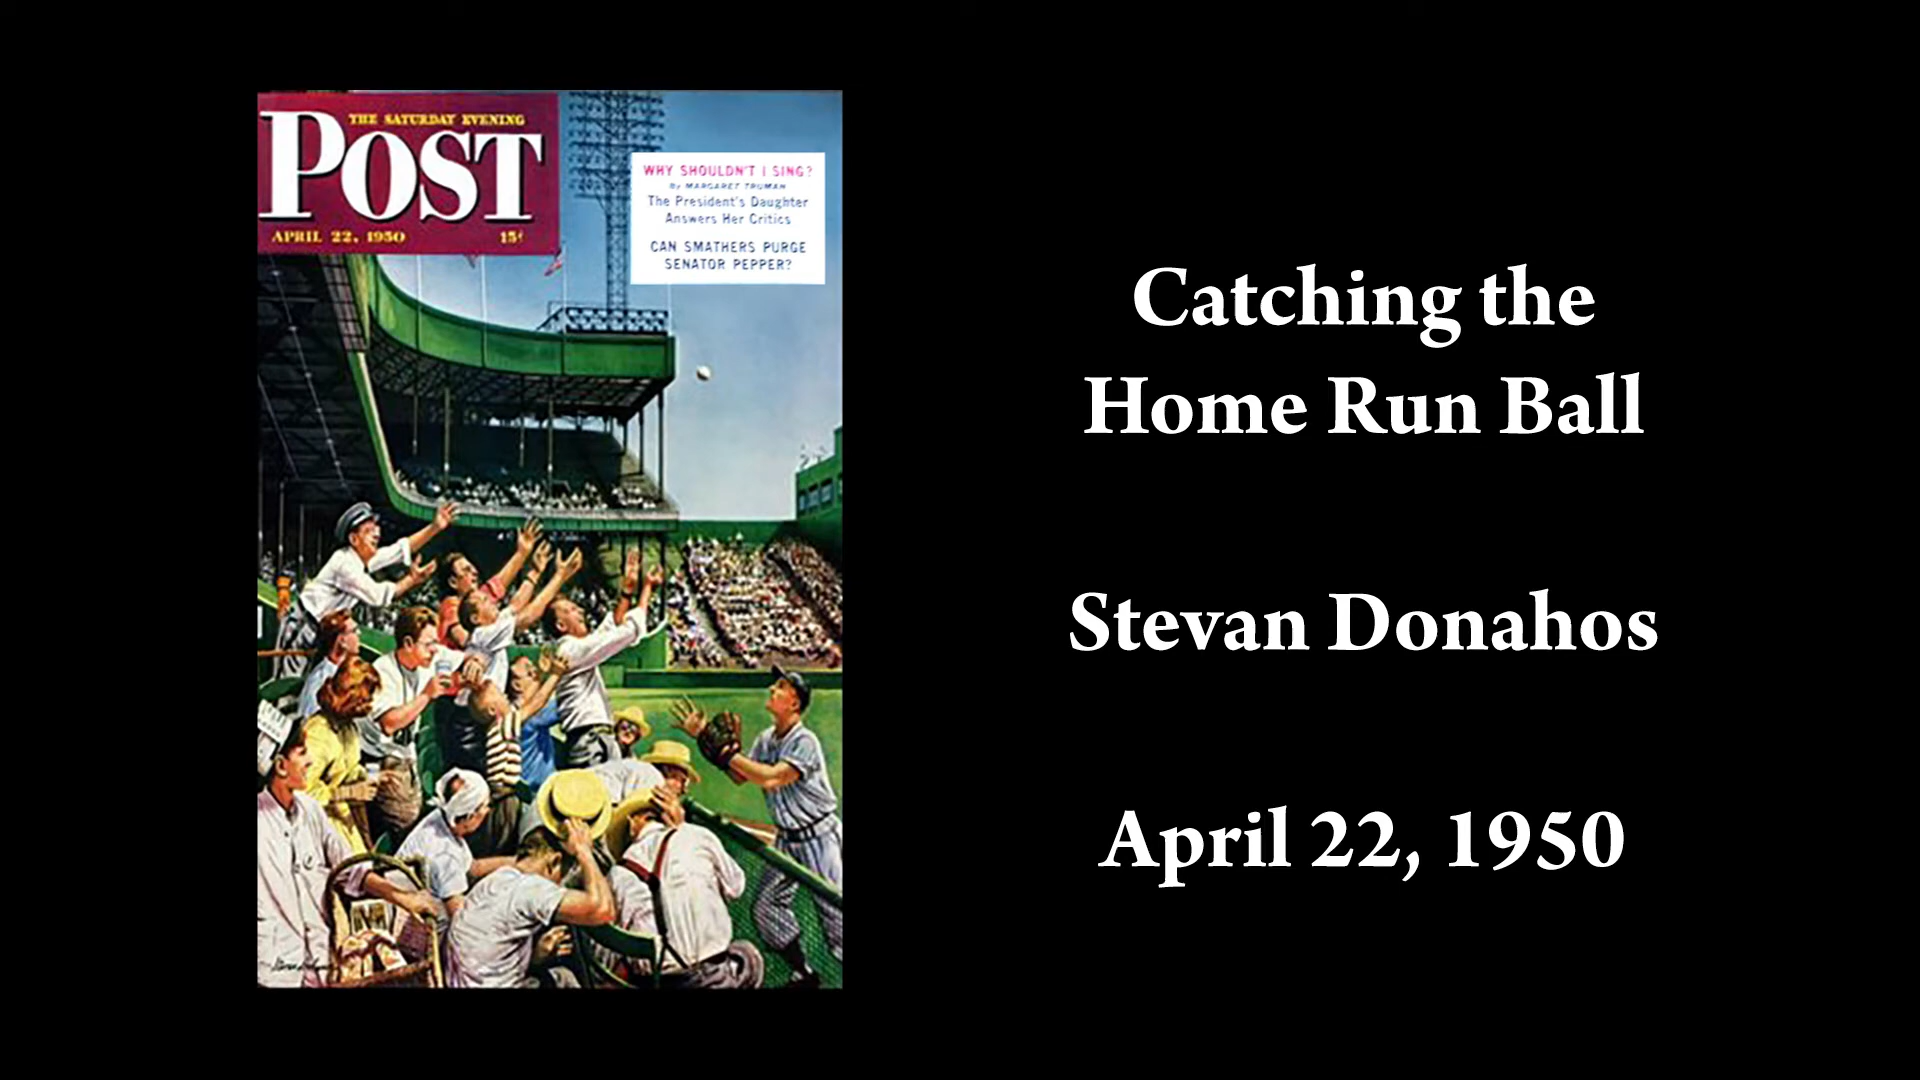 THE SATURDAY EVENING
POST
APRIL 22, 1950 15¢
WHY SHOULDN'T I SING?
By MARGARET TRUMAN
The President's Daughter
Answers Her Critics
CAN SMATHERS PURGE
SENATOR PEPPER?
Catching the
Home Run Ball
Stevan Donahos
April 22, 1950